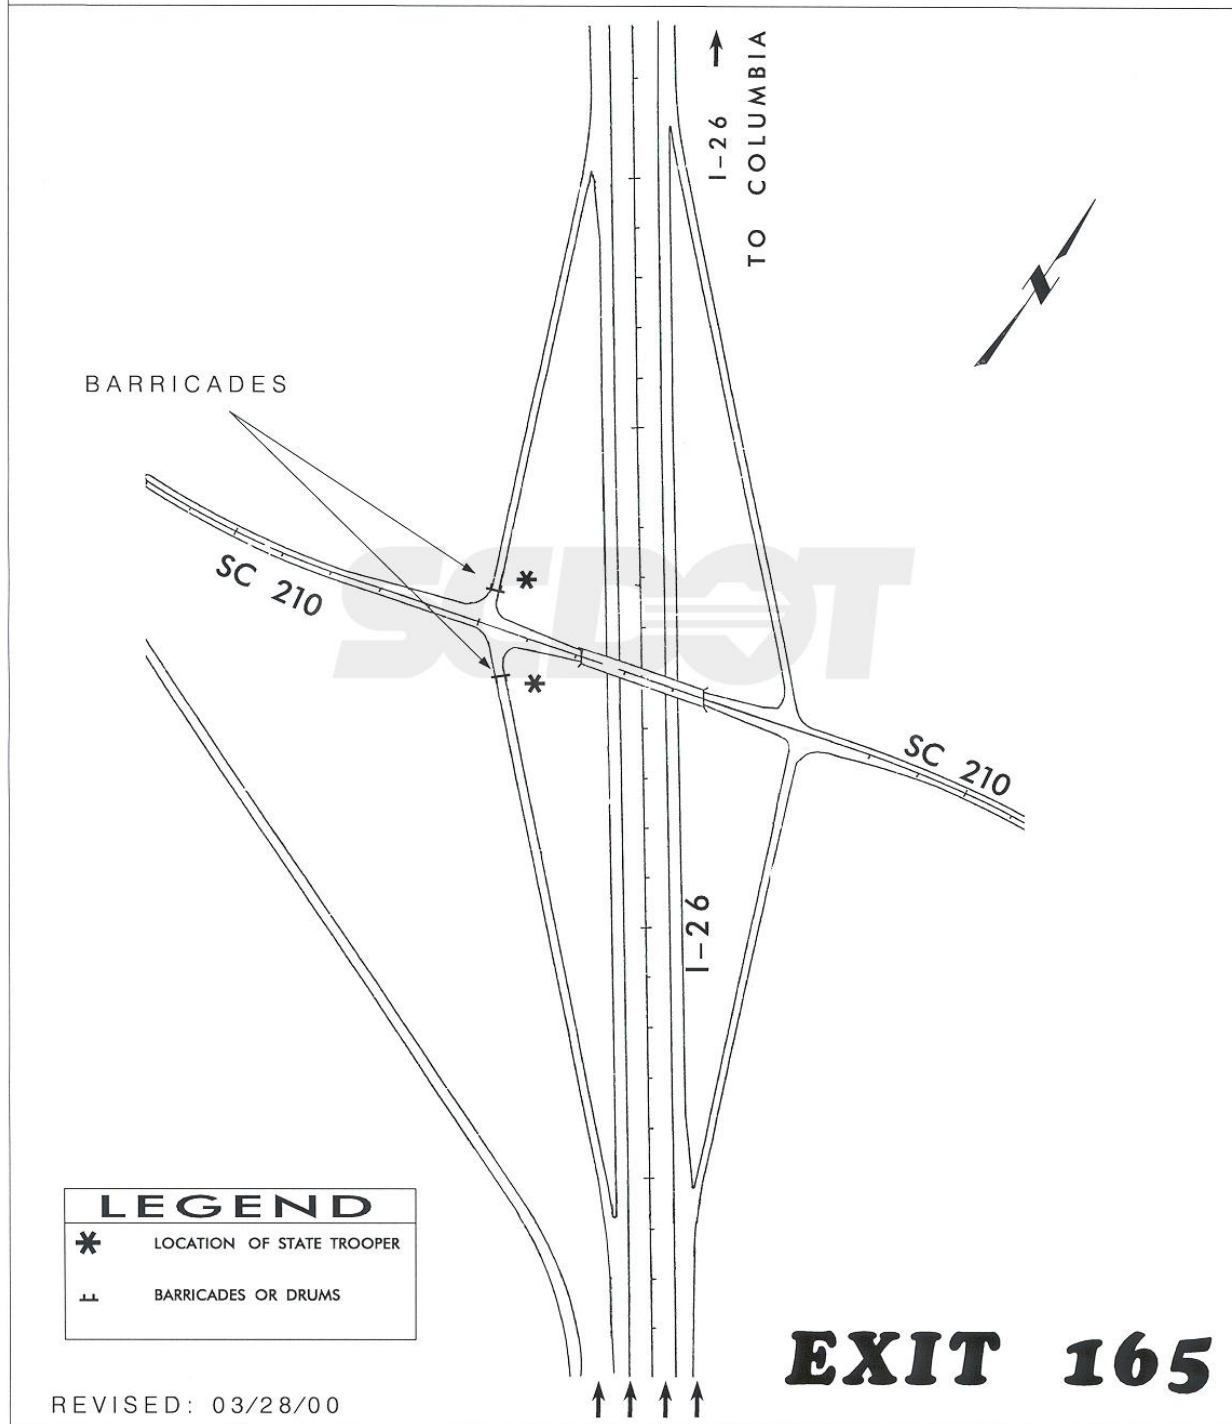 I-26
TO COLUMBIA
N
BARRICADES
SC 210
SCDOT
SC 210
I-26
LEGEND
LOCATION OF STATE TROOPER
BARRICADES OR DRUMS
EXIT 165
REVISED: 03/28/00